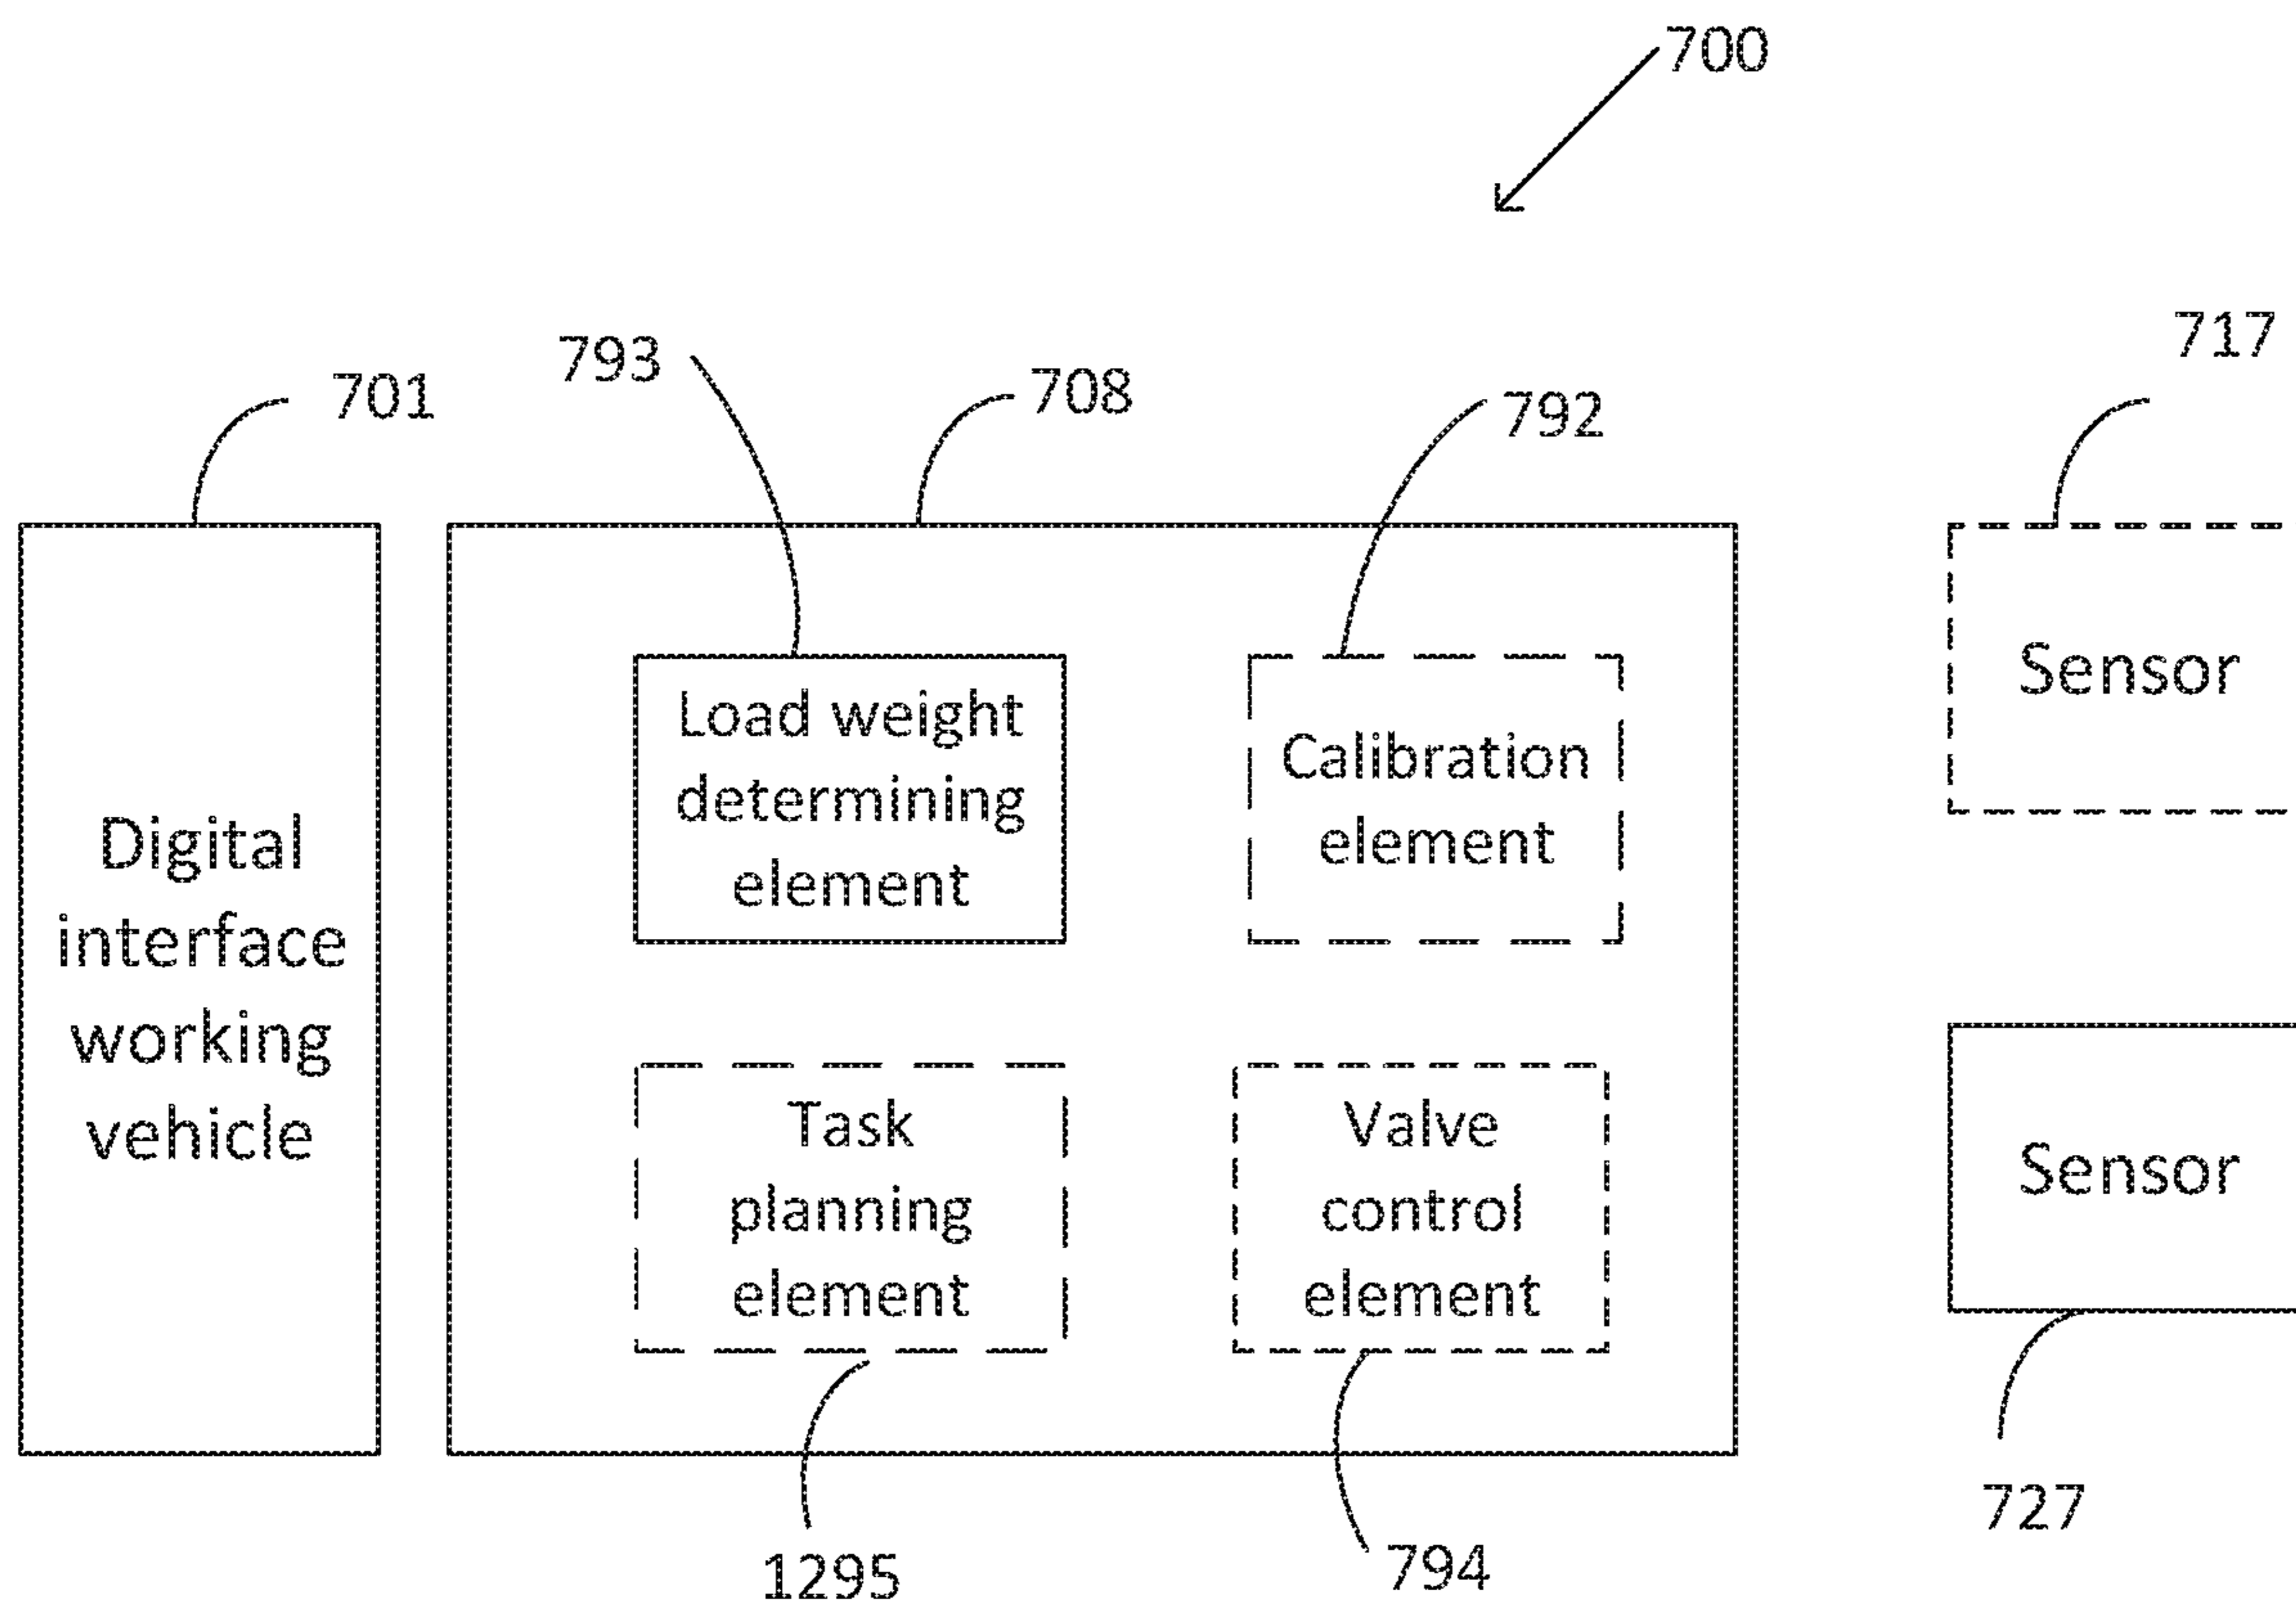 700
717
793
701
708
792
Digital
interface
working
vehicle
Load weight
determining
element
Calibration
element
Sensor
Task
planning
element
Valve
control
element
Sensor
727
1295
794